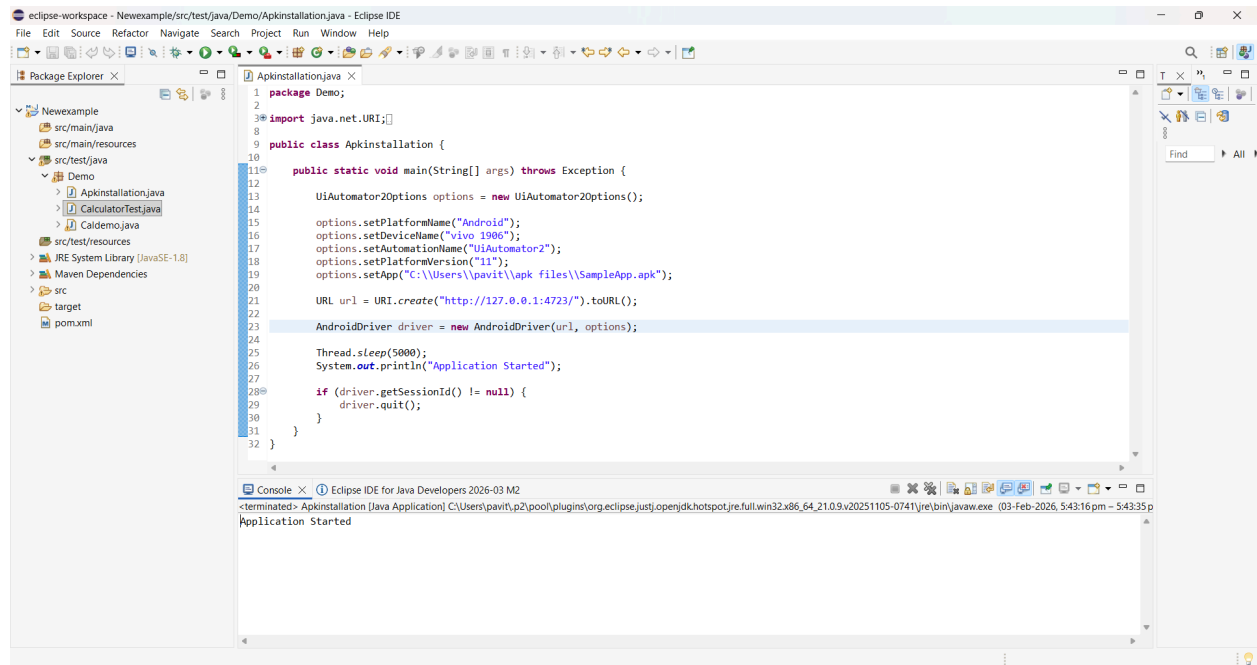 eclipse-workspace - Newexample/src/test/java/Demo/Apkinstallation.java - Eclipse IDE
File Edit Source Refactor Navigate Search Project Run Window Help
Package Explorer
Newexample
src/main/java
src/main/resources
src/test/java
Demo
Apkinstallation.java
CalculatorTest.java
Caldemo.java
src/test/resources
JRE System Library [JavaSE-1.8]
Maven Dependencies
src
target
pom.xml
Apkinstallation.java
1 package Demo;
2
3 import java.net.URI;
8
9 public class Apkinstallation {
10
11 public static void main(String[] args) throws Exception {
12
13 UiAutomator2Options options = new UiAutomator2Options();
14
15 options.setPlatformName("Android");
16 options.setDeviceName("vivo 1906");
17 options.setAutomationName("UiAutomator2");
18 options.setPlatformVersion("11");
19 options.setApp("C:\\Users\\pavit\\apk files\\SampleApp.apk");
20
21 URL url = URI.create("http://127.0.0.1:4723/").toURL();
22
23 AndroidDriver driver = new AndroidDriver(url, options);
24
25 Thread.sleep(5000);
26 System.out.println("Application Started");
27
28 if (driver.getSessionId() != null) {
29 driver.quit();
30 }
31 }
32 }
T
1
Find
All
Console
Eclipse IDE for Java Developers 2026-03 M2
<terminated> Apkinstallation [Java Application] C:\Users\pavit\.p2\pool\plugins\org.eclipse.justj.openjdk.hotspot.jre.full.win32.x86_64_21.0.9.v20251105-0741\jre\bin\javaw.exe (03-Feb-2026, 5:43:16 pm – 5:43:35 p
Application Started